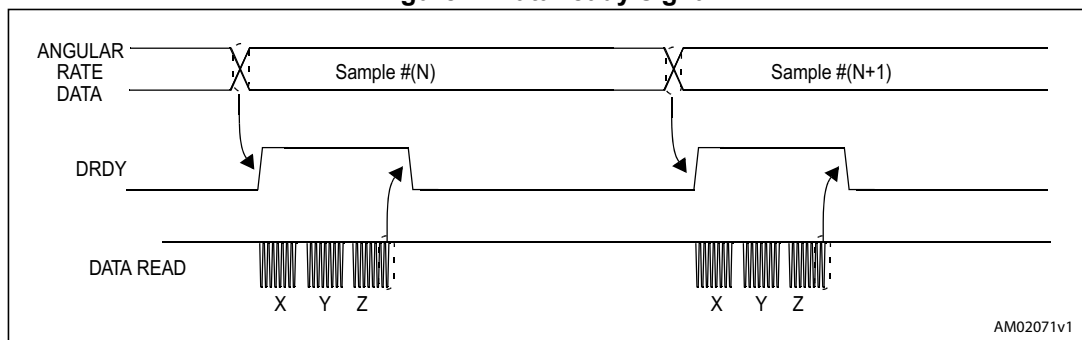 ANGULAR
RATE
DATA
Sample #(N)
Sample #(N+1)
DRDY
DATA READ
X Y Z
X Y Z
AM02071v1